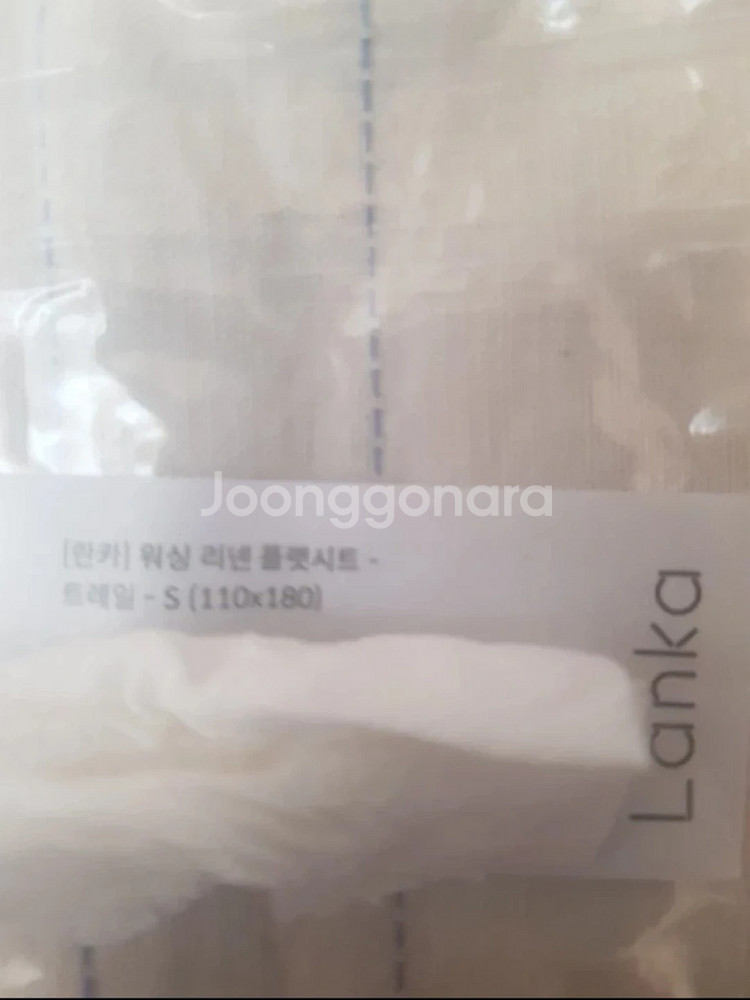 Joonggonara
[란카] 워싱 리넨 플랫시트 -
트레일 - S (110x180)
Lanka